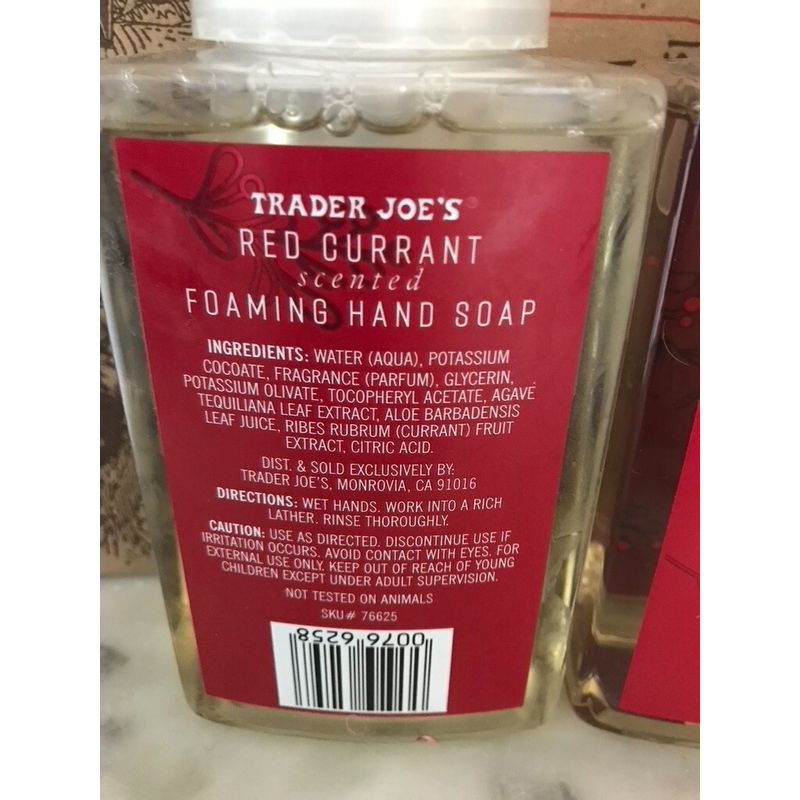 TRADER JOE'S
RED CURRANT
scented
FOAMING HAND SOAP
INGREDIENTS: WATER (AQUA), POTASSIUM
COCOATE, FRAGRANCE (PARFUM), GLYCERIN,
POTASSIUM OLIVATE, TOCOPHERYL ACETATE, AGAVE
TEQUILIANA LEAF EXTRACT, ALOE BARBADENSIS
LEAF JUICE, RIBES RUBRUM (CURRANT) FRUIT
EXTRACT, CITRIC ACID.
DIST. & SOLD EXCLUSIVELY BY:
TRADER JOE'S, MONROVIA, CA 91016
DIRECTIONS: WET HANDS. WORK INTO A RICH
LATHER. RINSE THOROUGHLY.
CAUTION: USE AS DIRECTED. DISCONTINUE USE IF
IRRITATION OCCURS. AVOID CONTACT WITH EYES. FOR
EXTERNAL USE ONLY. KEEP OUT OF REACH OF YOUNG
CHILDREN EXCEPT UNDER ADULT SUPERVISION.
NOT TESTED ON ANIMALS
SKU# 76625
0076 6258